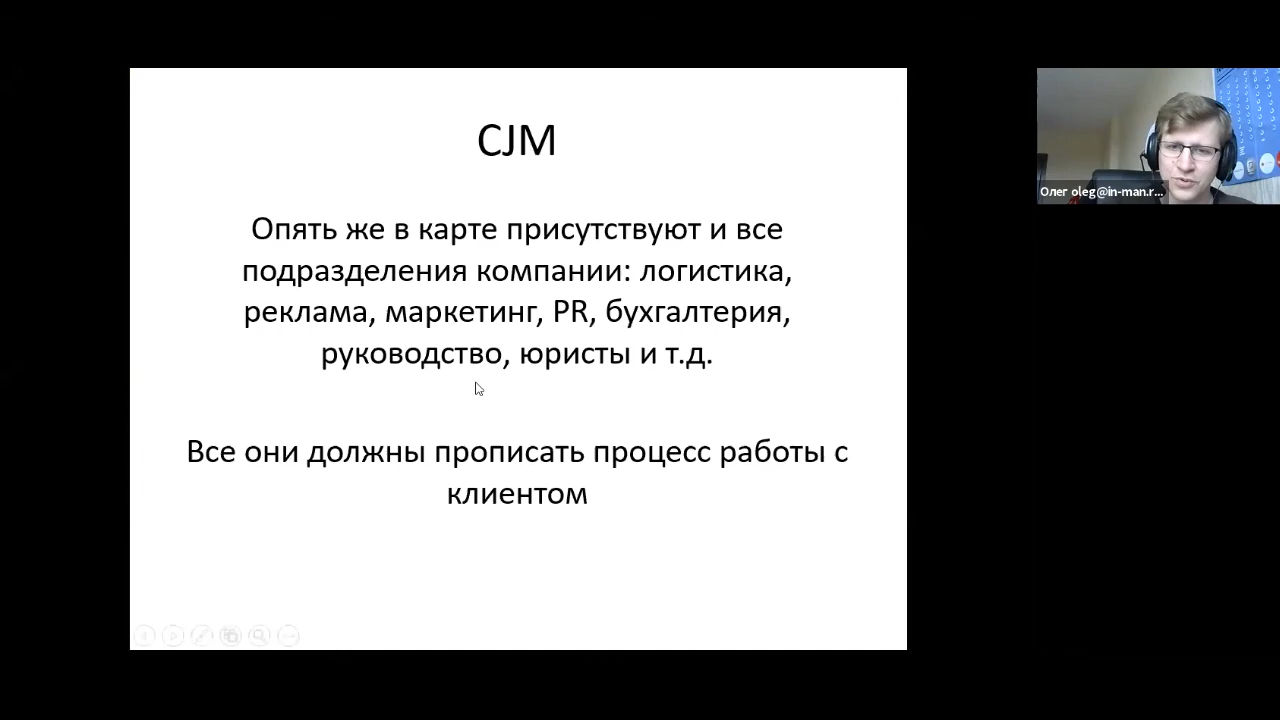 CJM
Опять же в карте присутствуют и все
подразделения компании: логистика,
реклама, маркетинг, PR, бухгалтерия,
руководство, юристы и т.д.
Все они должны прописать процесс работы с
клиентом
Олег oleg@in-man.r...